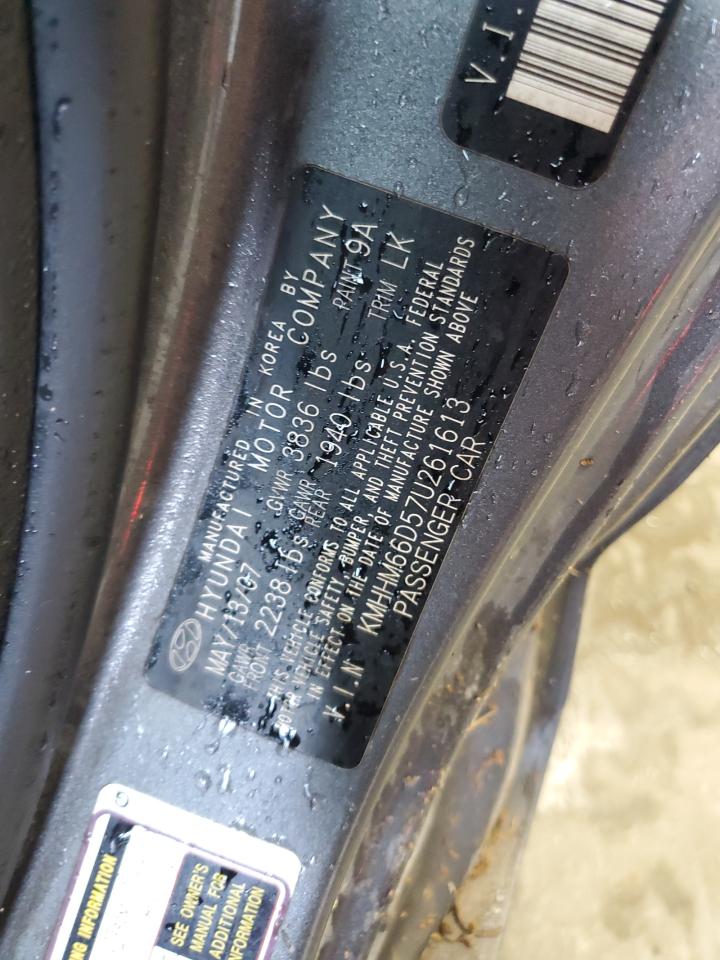 V.I.
MANUFACTURED IN KOREA BY
HYUNDAI MOTOR COMPANY
MAY/13/07 GVWR 3836 lbs PAINT 9A
GAWR FRONT 2238 lbs GAWR REAR 1940 lbs TRIM LK
THIS VEHICLE CONFORMS TO ALL APPLICABLE U.S.A. FEDERAL
MOTOR VEHICLE SAFETY, BUMPER AND THEFT PREVENTION STANDARDS
IN EFFECT ON THE DATE OF MANUFACTURE SHOWN ABOVE
V.I.N KMHHM66D57U261613
PASSENGER CAR
ING INFORMATION
SEE OWNER'S
MANUAL FOR
ADDITIONAL
INFORMATION